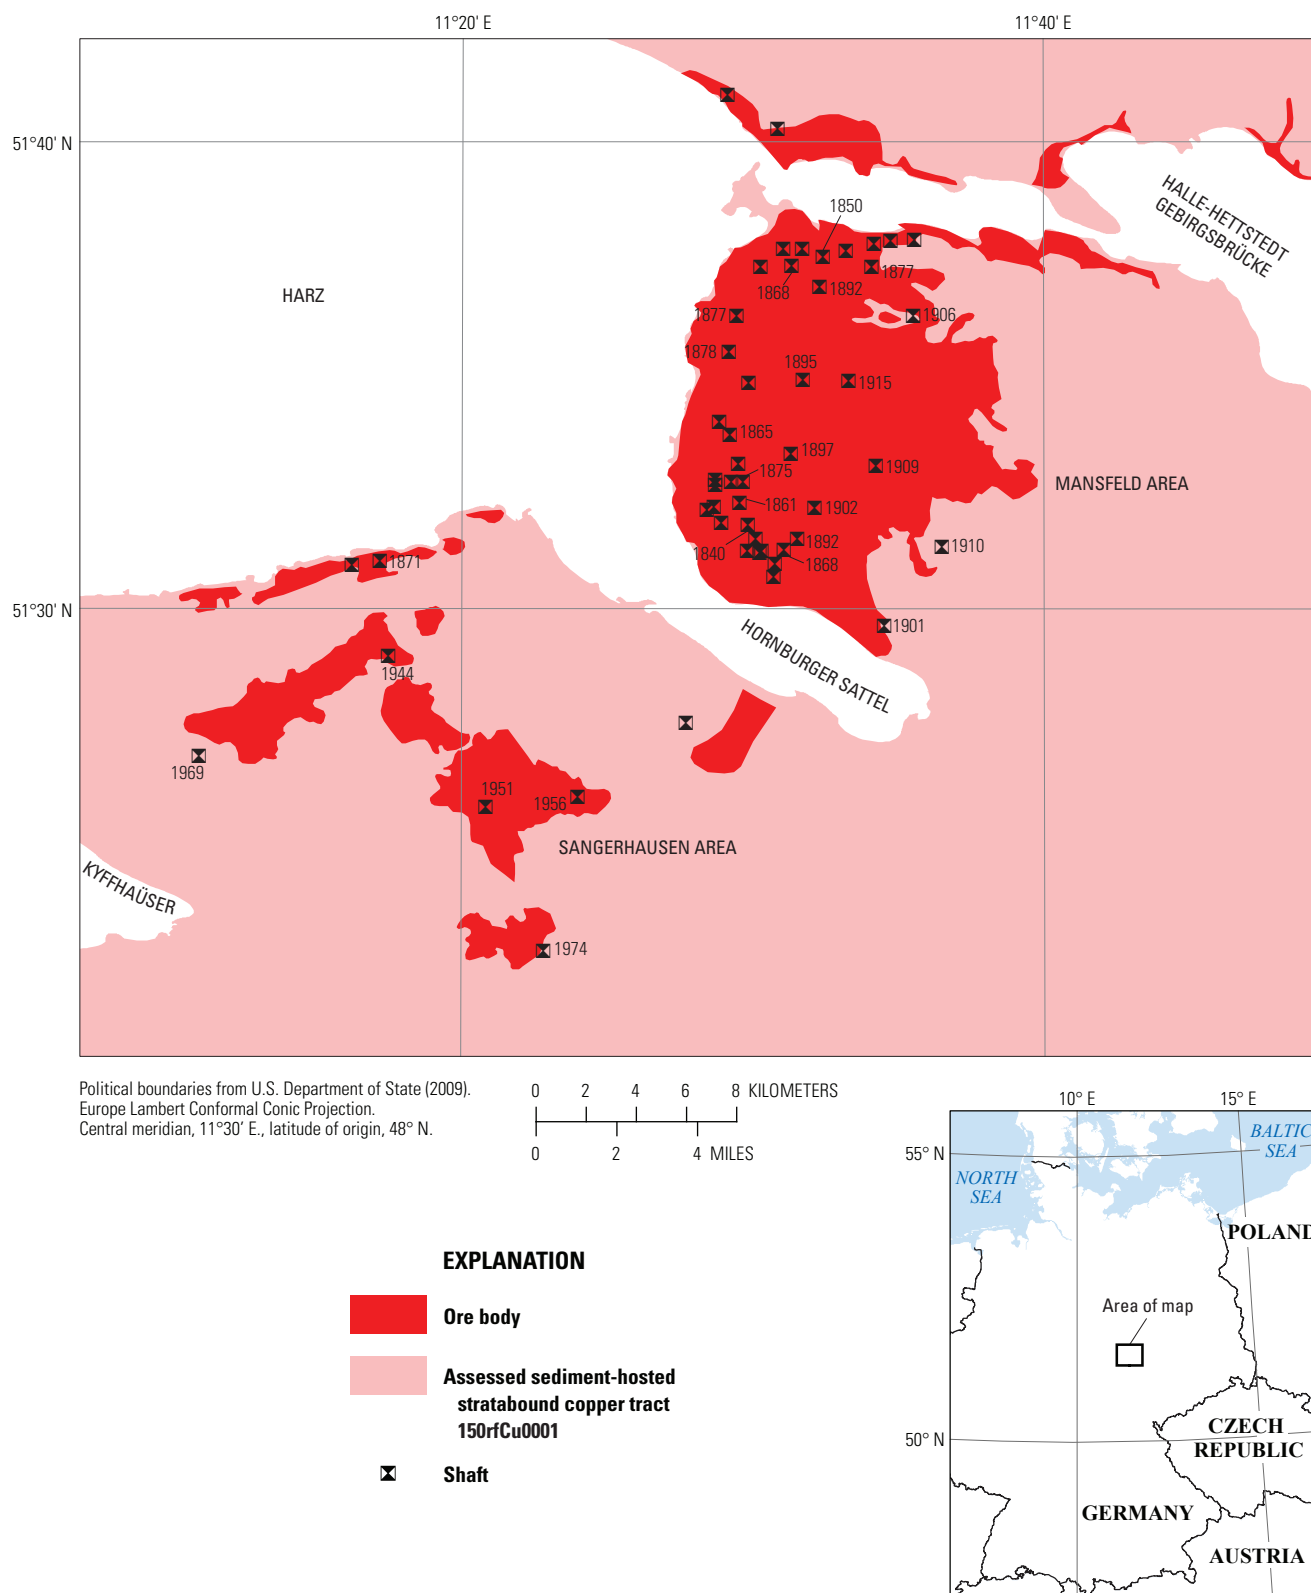 11°20' E
11°40' E
51°40' N
HALLE-HETTSTEDT
GEBIRGSBRÜCKE
1850
HARZ
1868
1877
1892
1877
1906
1878
1895
1915
1865
1897
1875
1909
MANSFELD AREA
1861
1902
1840
1892
1910
1868
1871
51°30' N
HORNBURGER SATTEL
1901
1944
1969
1951
1956
SANGERHAUSEN AREA
KYFFHAÜSER
1974
Political boundaries from U.S. Department of State (2009).
Europe Lambert Conformal Conic Projection.
Central meridian, 11°30′ E., latitude of origin, 48° N.
0 2 4 6 8 KILOMETERS
0 2 4 MILES
EXPLANATION
Ore body
Assessed sediment-hosted
stratabound copper tract
150rfCu0001
Shaft
10° E
15° E
55° N
BALTIC
SEA
NORTH
SEA
POLAND
Area of map
50° N
CZECH
REPUBLIC
GERMANY
AUSTRIA